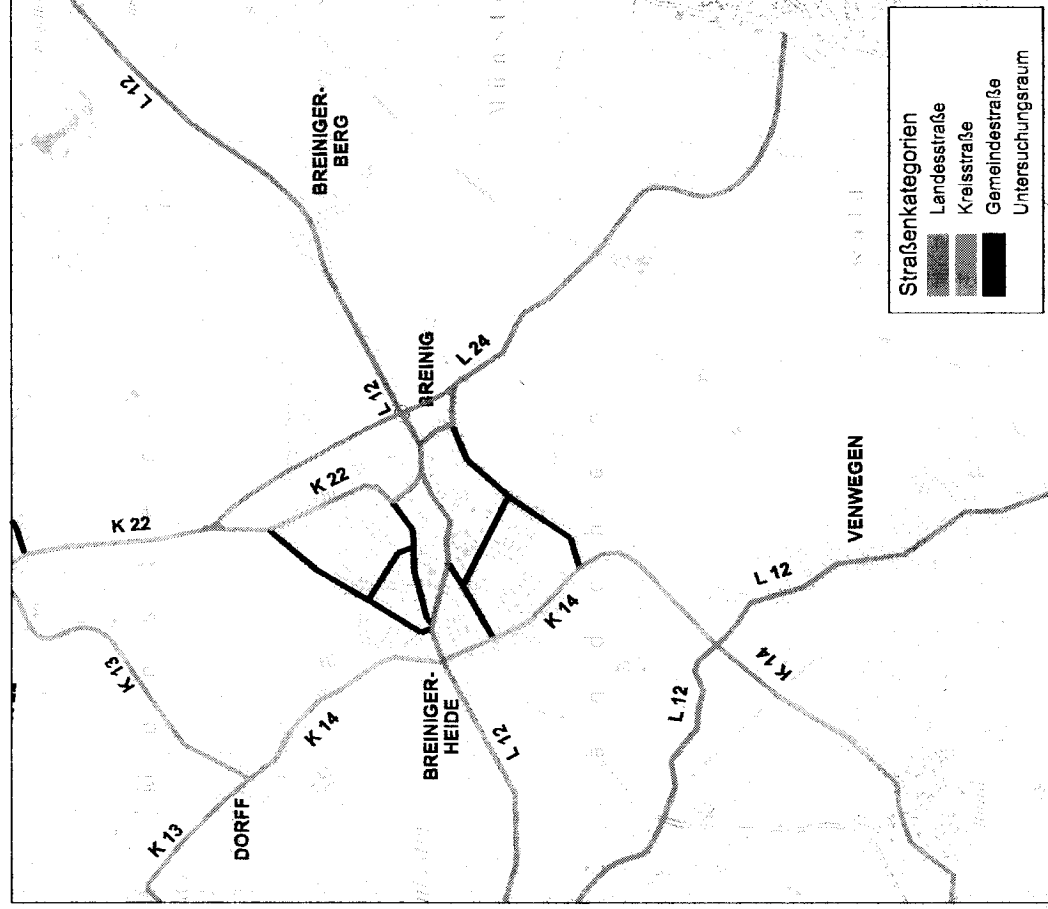 L 12
BREINIGER-
BERG
K 22
K 22
L 12
BREINIG
L 24
K 13
K 14
K 13
DORFF
BREINIGER-
HEIDE
L 12
K 14
L 12
L 12
K 14
VENWEGEN
Straßenkategorien
Landesstraße
Kreisstraße
Gemeindestraße
Untersuchungsraum